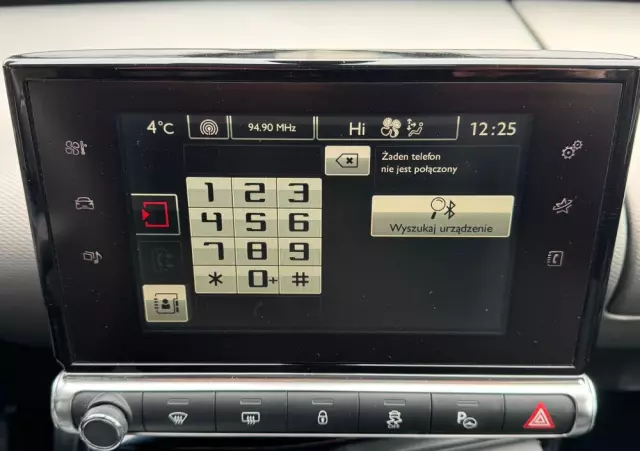 4°C 94.90 MHz Hi 12:25
Żaden telefon
nie jest połączony
1 2 3
4 5 6
7 8 9
* 0+ #
Wyszukaj urządzenie
OFF
P